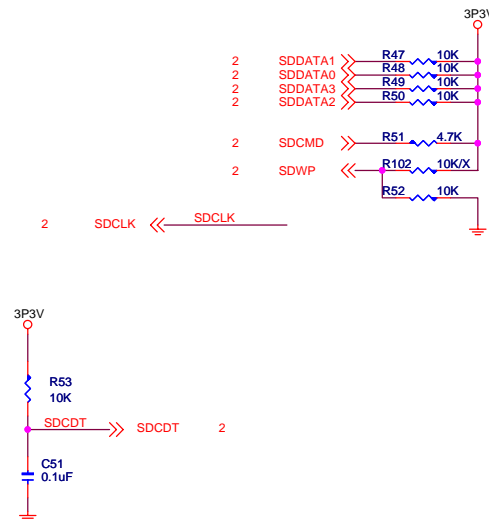 3P3V
2 SDDATA1 R47 10K
2 SDDATA0 R48 10K
2 SDDATA3 R49 10K
2 SDDATA2 R50 10K
2 SDCMD R51 4.7K
2 SDWP R102 10K/X
R52 10K
2 SDCLK SDCLK
3P3V
R53
10K
SDCDT SDCDT 2
C51
0.1uF